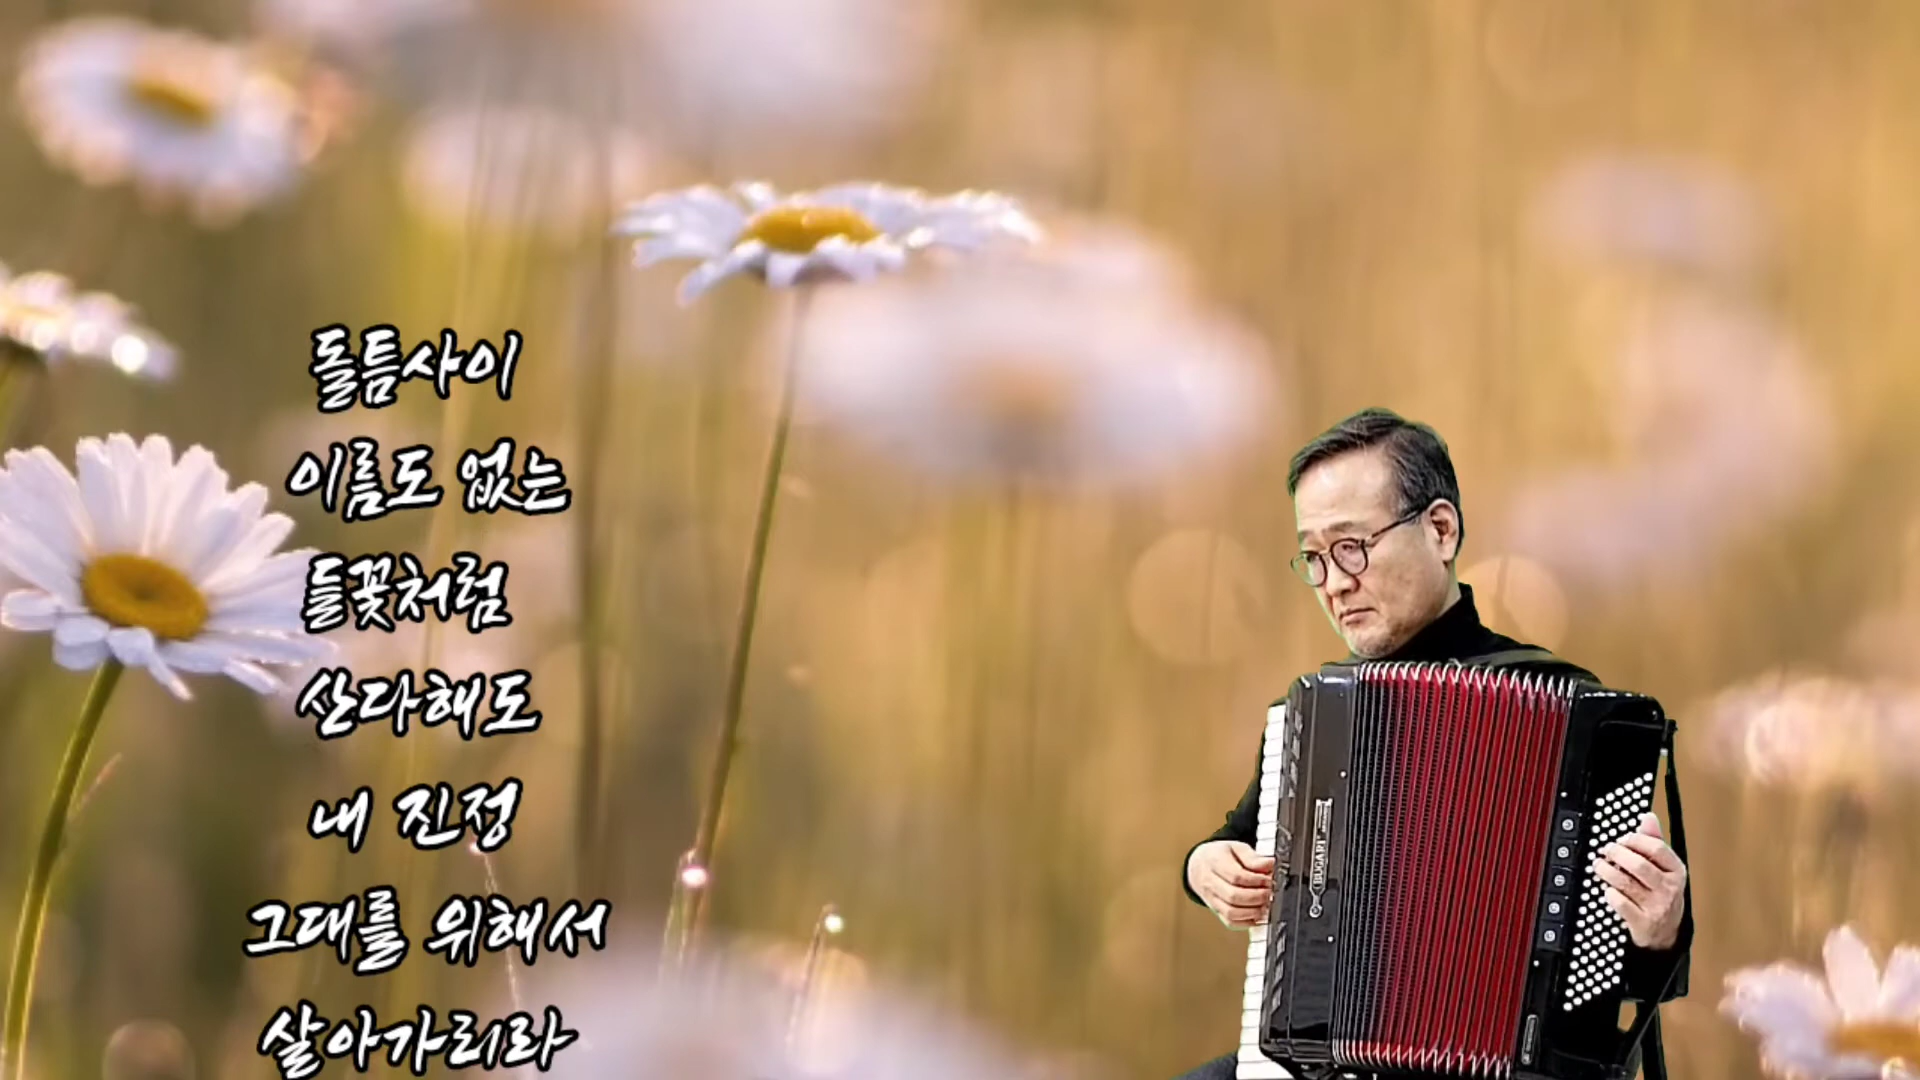 돌틈사이
이름도 없는
들꽃처럼
산다해도
내 진정
그대를 위해서
살아가리라
BUGARI